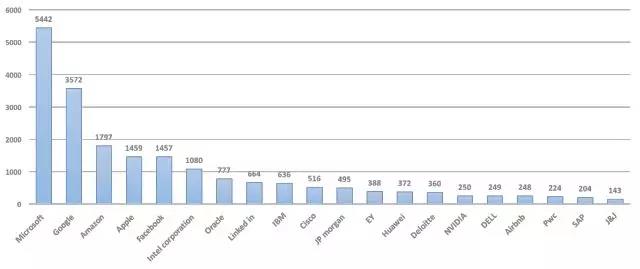 6000
5000
4000
3000
2000
1000
0
5442
3572
1797
1459
1457
1080
777
664
636
516
495
388
372
360
250
249
248
224
204
143
Microsoft
Google
Amazon
Apple
Facebook
Intel corporation
Oracle
Linked in
IBM
Cisco
JP morgan
EY
Huawei
Deloitte
NVIDIA
DELL
Airbnb
Pwc
SAP
J&J